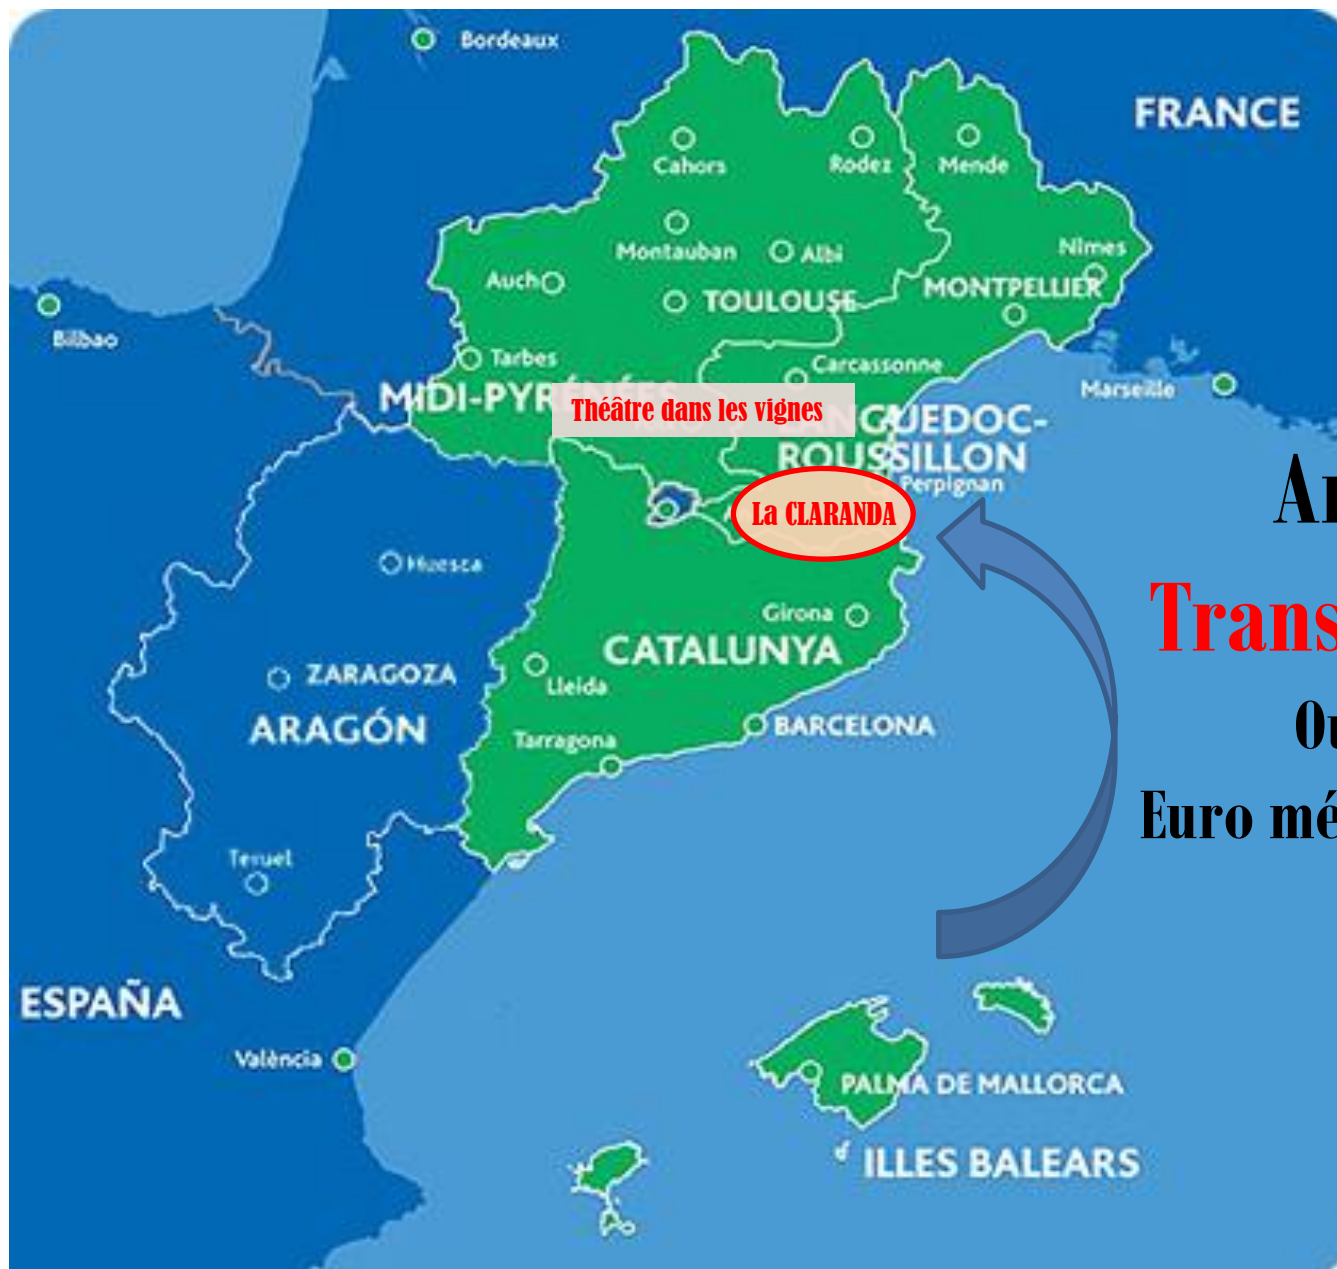 Bordeaux
FRANCE
Cahors
Rodez
Mende
Montauban
Albi
Nîmes
Auch
TOULOUSE
MONTPELLIER
Bilbao
Tarbes
Carcassonne
Marseille
MIDI-PYRÉNÉES
Théâtre dans les vignes
LANGUEDOC-
ROUSSILLON
Perpignan
La CLARANDA
Huesca
Girona
Trans
CATALUNYA
ZARAGOZA
Lleida
ARAGÓN
Tarragona
BARCELONA
Euro mé
Teruel
ESPAÑA
València
PALMA DE MALLORCA
ILLES BALEARS